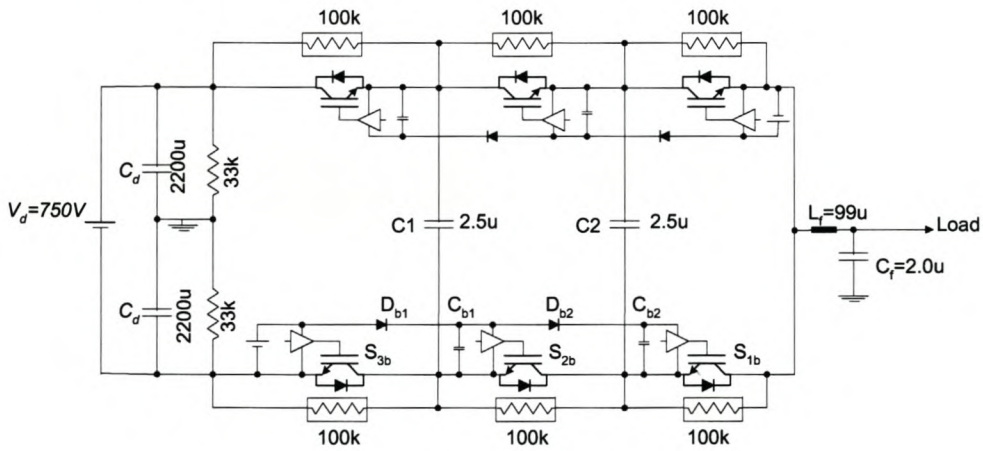 100k 100k 100k
C_d 2200u 33k
V_d=750V
C1 2.5u C2 2.5u
L_f=99u Load
C_f=2.0u
C_d 2200u 33k
D_b1 C_b1 D_b2 C_b2
S_3b S_2b S_1b
100k 100k 100k